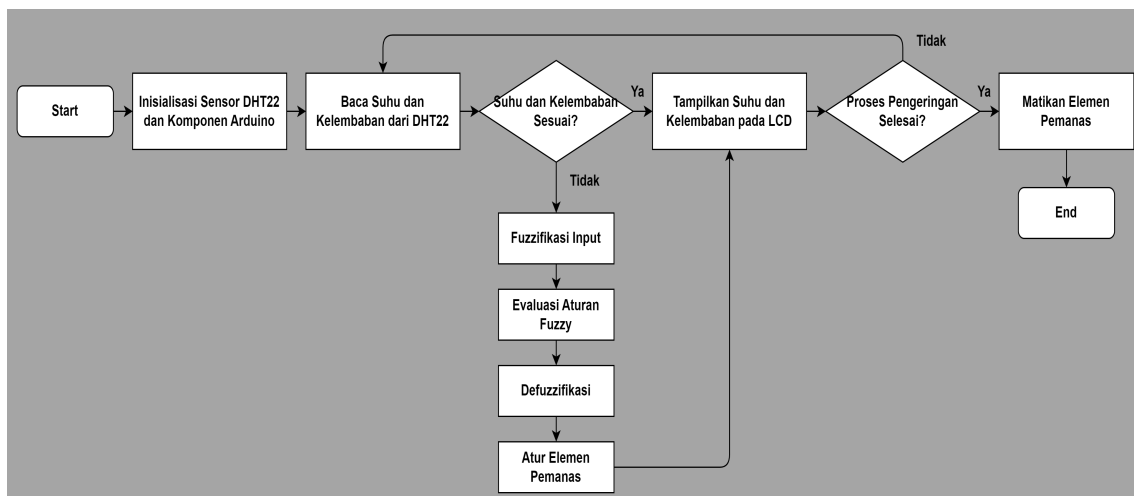 Tidak
Start
Inisialisasi Sensor DHT22
dan Komponen Arduino
Baca Suhu dan
Kelembaban dari DHT22
Suhu dan Kelembaban
Sesuai?
Ya
Tampilkan Suhu dan
Kelembaban pada LCD
Proses Pengeringan
Selesai?
Ya
Matikan Elemen
Pemanas
End
Tidak
Fuzzifikasi Input
Evaluasi Aturan
Fuzzy
Defuzzifikasi
Atur Elemen
Pemanas